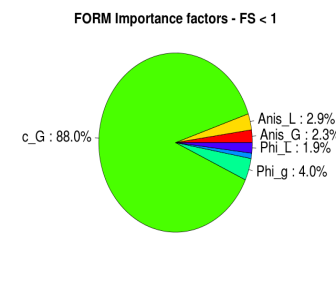 FORM Importance factors - FS < 1
Anis_L : 2.9%
Anis_G : 2.3%
c_G : 88.0%
Phi_L : 1.9%
Phi_g : 4.0%